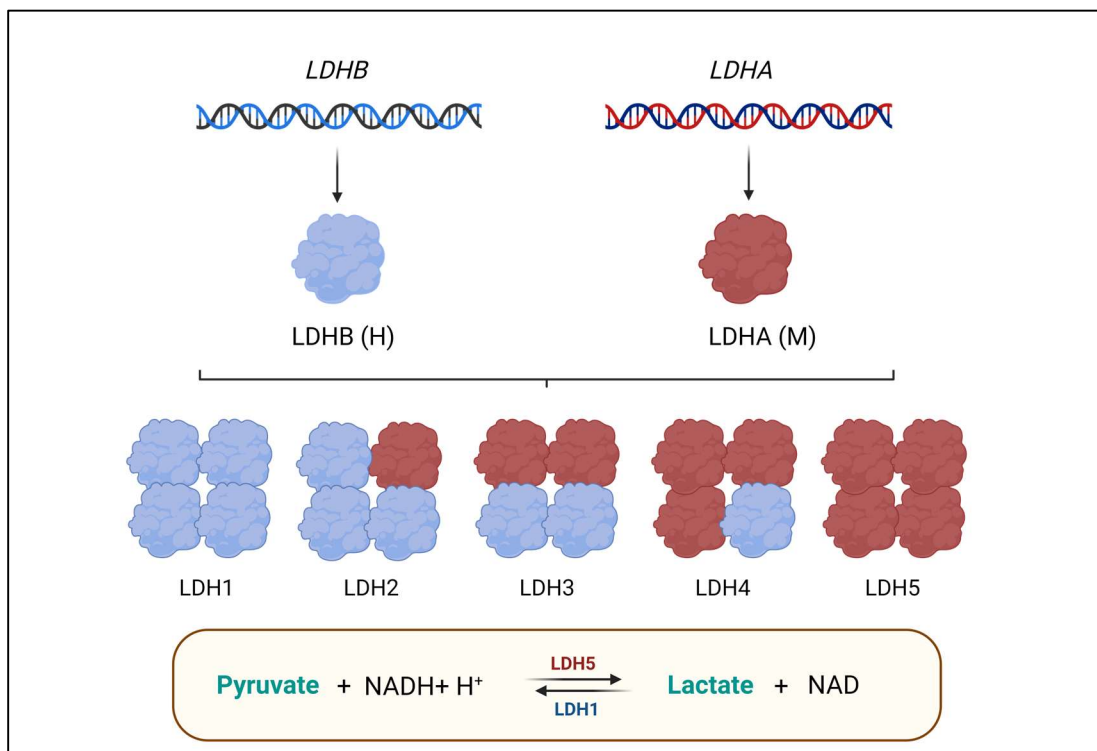 LDHB LDHA
LDHB (H) LDHA (M)
LDH1 LDH2 LDH3 LDH4 LDH5
LDH5
Pyruvate + NADH+ H⁺ Lactate + NAD
LDH1